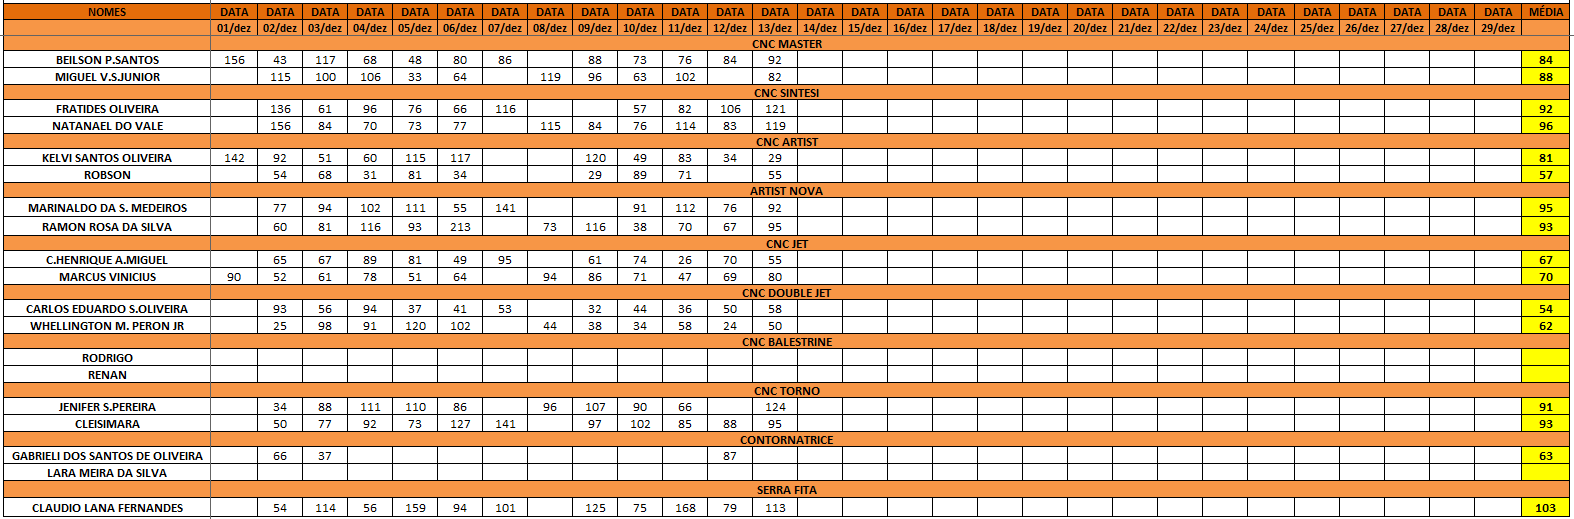 NOMES DATA DATA DATA DATA DATA DATA DATA DATA DATA DATA DATA DATA DATA DATA DATA DATA DATA DATA DATA DATA DATA DATA DATA DATA DATA DATA DATA DATA DATA MÉDIA
01/dez 02/dez 03/dez 04/dez 05/dez 06/dez 07/dez 08/dez 09/dez 10/dez 11/dez 12/dez 13/dez 14/dez 15/dez 16/dez 17/dez 18/dez 19/dez 20/dez 21/dez 22/dez 23/dez 24/dez 25/dez 26/dez 27/dez 28/dez 29/dez
CNC MASTER
BEILSON P.SANTOS 156 43 117 68 48 80 86 88 73 76 84 92 84
MIGUEL V.S.JUNIOR 115 100 106 33 64 119 96 63 102 82 88
CNC SINTESI
FRATIDES OLIVEIRA 136 61 96 76 66 116 57 82 106 121 92
NATANAEL DO VALE 156 84 70 73 77 115 84 76 114 83 119 96
CNC ARTIST
KELVI SANTOS OLIVEIRA 142 92 51 60 115 117 120 49 83 34 29 81
ROBSON 54 68 31 81 34 29 89 71 55 57
ARTIST NOVA
MARINALDO DA S. MEDEIROS 77 94 102 111 55 141 91 112 76 92 95
RAMON ROSA DA SILVA 60 81 116 93 213 73 116 38 70 67 95 93
CNC JET
C.HENRIQUE A.MIGUEL 65 67 89 81 49 95 61 74 26 70 55 67
MARCUS VINICIUS 90 52 61 78 51 64 94 86 71 47 69 80 70
CNC DOUBLE JET
CARLOS EDUARDO S.OLIVEIRA 93 56 94 37 41 53 32 44 36 50 58 54
WHELLINGTON M. PERON JR 25 98 91 120 102 44 38 34 58 24 50 62
CNC BALESTRINE
RODRIGO
RENAN
CNC TORNO
JENIFER S.PEREIRA 34 88 111 110 86 96 107 90 66 124 91
CLEISIMARA 50 77 92 73 127 141 97 102 85 88 95 93
CONTORNATRICE
GABRIELI DOS SANTOS DE OLIVEIRA 66 37 87 63
LARA MEIRA DA SILVA
SERRA FITA
CLAUDIO LANA FERNANDES 54 114 56 159 94 101 125 75 168 79 113 103